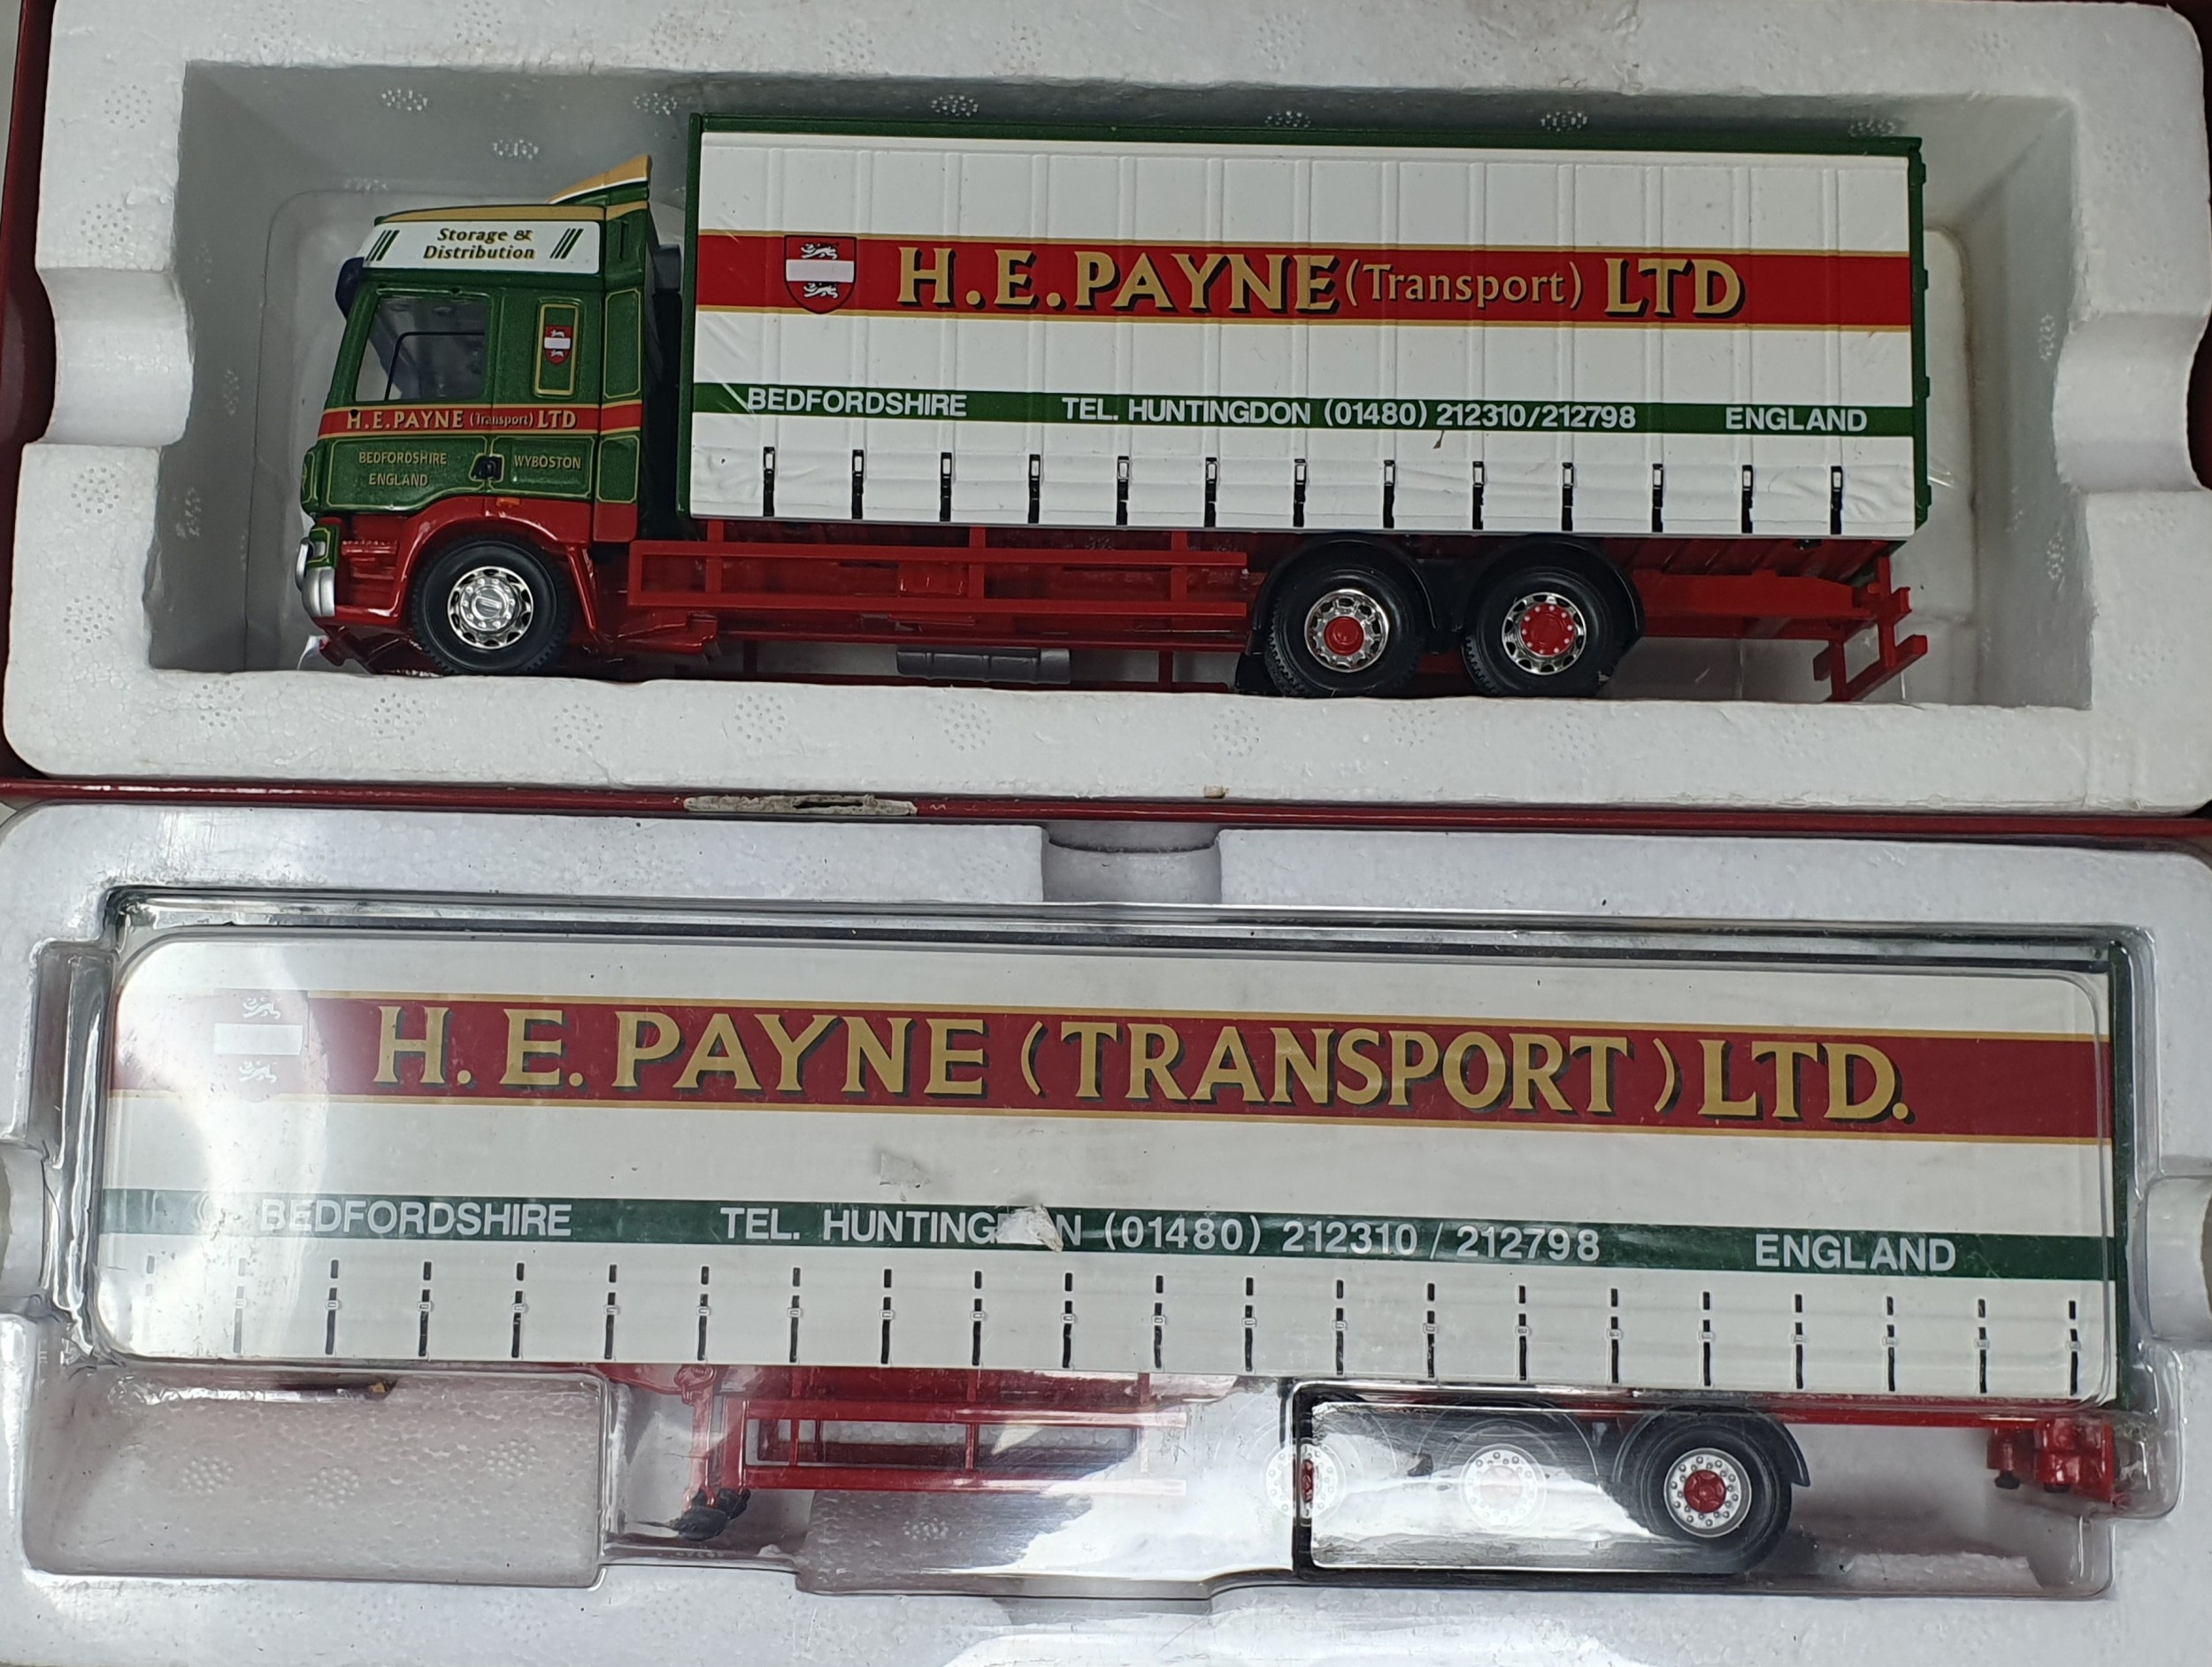 Storage &
Distribution
H.E.PAYNE (Transport) LTD
BEDFORDSHIRE
ENGLAND
WYBOSTON
H.E.PAYNE (Transport) LTD
BEDFORDSHIRE TEL. HUNTINGDON (01480) 212310/212798 ENGLAND
H. E. PAYNE (TRANSPORT) LTD.
BEDFORDSHIRE TEL. HUNTINGDON (01480) 212310 / 212798 ENGLAND